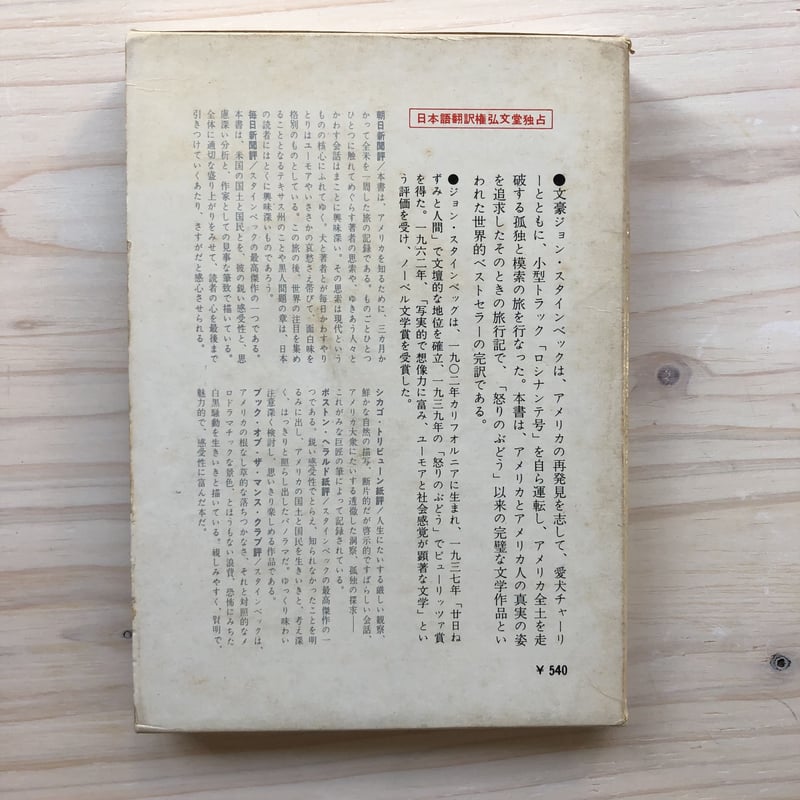 日本語翻訳権弘文堂独占
●文豪ジョン・スタインベックは、アメリカの再発見を志して、愛犬チャーリ
ーとともに、小型トラック「ロシナンテ号」を自ら運転し、アメリカ全土を走
破する孤独と模索の旅を行なった。本書は、アメリカとアメリカ人の真実の姿
を追求したそのときの旅行記で、「怒りのぶどう」以来の完璧な文学作品とい
われた世界的ベストセラーの完訳である。
●ジョン・スタインベッグは、一九〇二年カリフオルニアに生まれ、一九三七年「廿日ね
ずみと人間」で文壇的な地位を確立、一九三九年の「怒りのぶどう」でピューリッツァ賞
を得た。一九六二年、「写実的で想像力に富み、ユーモアと社会感覚が顕著な文学」とい
う評価を受け、ノーベル文学賞を受賞した。
朝日新聞評/本書は、アメリカを知るために、三カ月か
かって全米を一周した旅の記録である。ものごとひとつ
ひとつに触れてめぐらす著者の思索や、ゆきあう人々と
かわす会話はまことに興味深い。その思索は現代という
ものの核心にふれてゆく。犬と著者とが毎日かわすやり
とりはユーモアやいささかの哀愁さえ帯びて、面白味を
格別のものとしている。この旅の後、世界の注目を集め
ることとなるテキサス州のことや黒人問題の章は、日本
の読者にはとくに興味深いものであろう。
毎日新聞評/スタインベックの最高傑作の一つである。
本書は、米国の国土と国民とを、彼の鋭い感受性と、思
慮深い分析と、作家としての見事な筆致で描いている。
全体に適切な盛り上がりをみせて、読者の心を最後まで
引きつけていくあたり、さすがだと感心させられる。
シカゴ・トリビューン紙評/人生にたいする厳しい観察、
鮮かな自然の描写、断片的だが啓示的ですばらしい会話、
アメリカ大衆にたいする透徹した洞察、孤独の探求——
これがみな巨匠の筆によって記録されている。
ボストン・ヘラルド紙評/スタインベックの最高傑作の一
つである。鋭い感受性でとらえ、知られなかったことを明
るみに出し、アメリカの国土と国民を生きいきと、考え深
く、はっきりと照らし出したパノラマだ。ゆっくり味わい
注意深く検討し、思いきり楽しめる作品である。
ブック・オブ・ザ・マンス・クラブ評/スタインベックは、
アメリカの根なし草的な落ちつかなさ、それと対照的なメ
ロドラマチックな景色、とほうもない浪費、恐怖にみちた
白黒騒動を生きいきと描いている。親しみやすく、賢明で、
魅力的で、感受性に富んだ本だ。
¥540